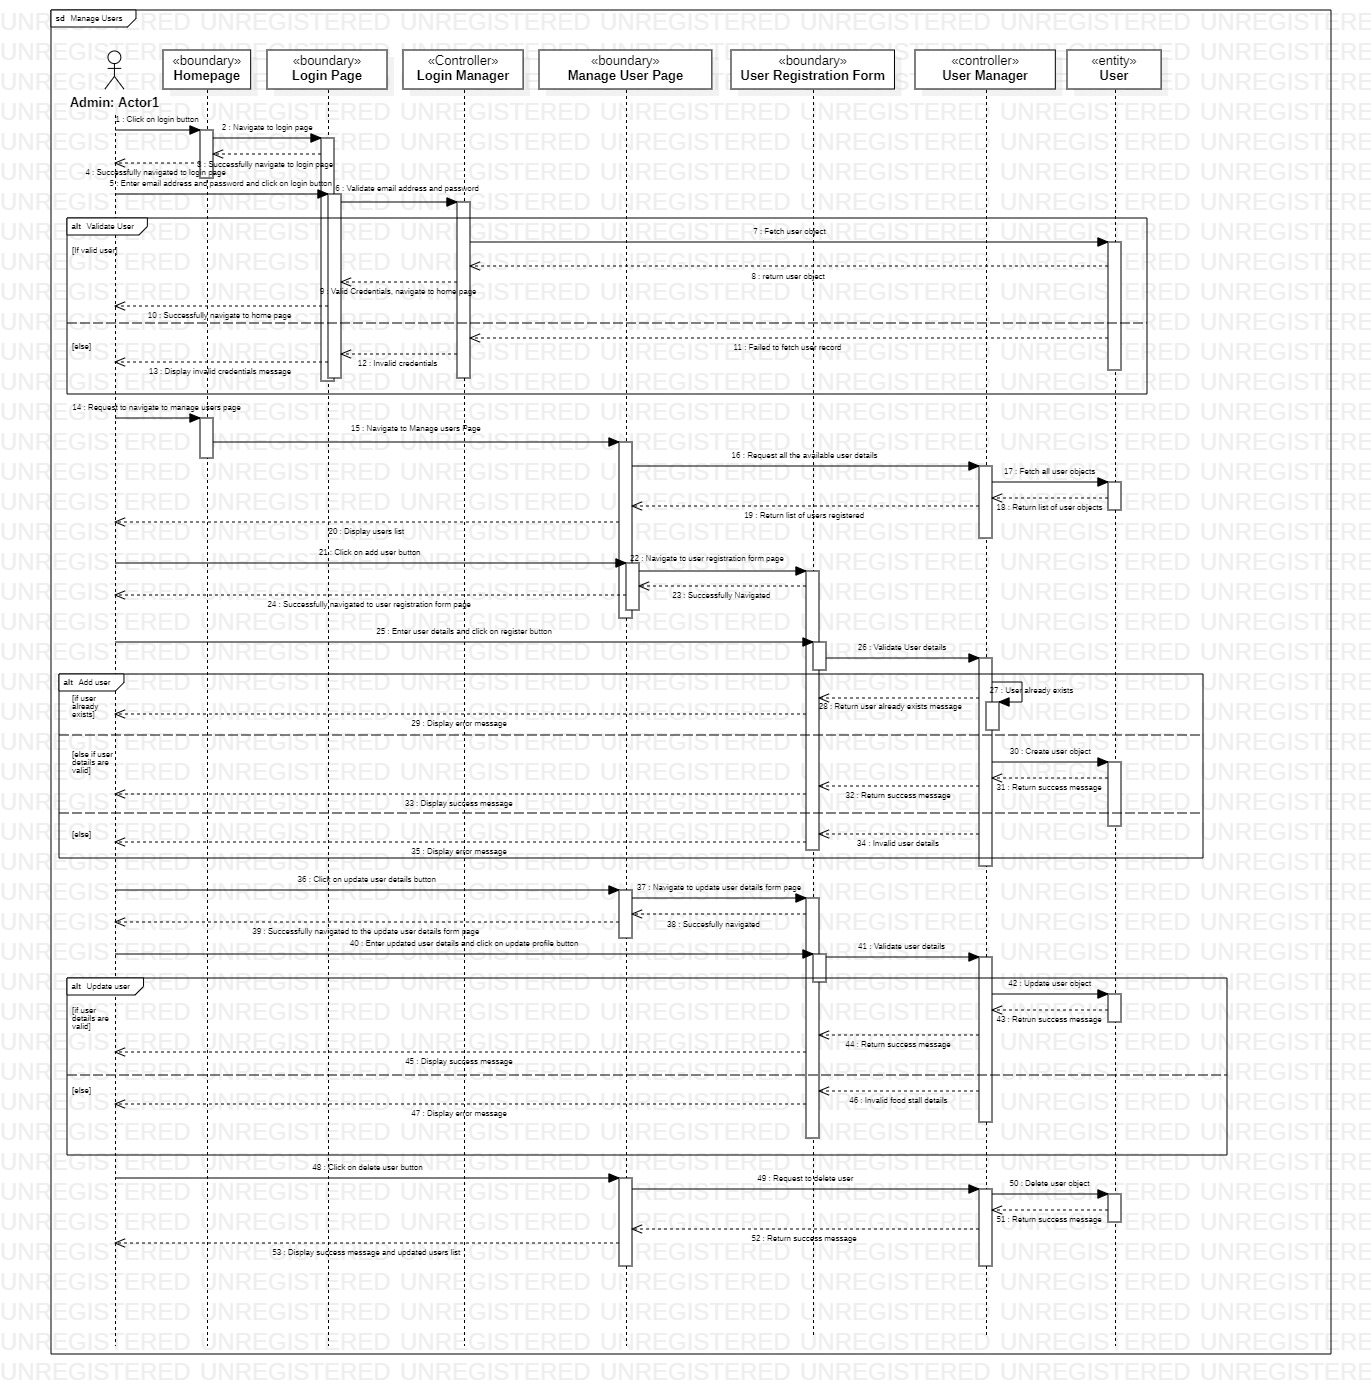 sd Manage Users
«boundary»
Homepage
«boundary»
Login Page
«Controller»
Login Manager
«boundary»
Manage User Page
«boundary»
User Registration Form
«controller»
User Manager
«entity»
User
Admin: Actor1
1 : Click on login button
2 : Navigate to login page
3 : Successfully navigate to login page
4 : Successfully navigated to login page
5 : Enter email address and password and click on login button
6 : Validate email address and password
alt Validate User
7 : Fetch user object
[If valid user]
8 : return user object
9 : Valid Credentials, navigate to home page
10 : Successfully navigate to home page
[else]
11 : Failed to fetch user record
12 : Invalid credentials
13 : Display invalid credentials message
14 : Request to navigate to manage users page
15 : Navigate to Manage users Page
16 : Request all the available user details
17 : Fetch all user objects
18 : Return list of user objects
19 : Return list of users registered
20 : Display users list
21 : Click on add user button
22 : Navigate to user registration form page
23 : Successfully Navigated
24 : Successfully navigated to user registration form page
25 : Enter user details and click on register button
26 : Validate User details
alt Add user
27 : User already exists
[if user
already
exists]
28 : Return user already exists message
29 : Display error message
30 : Create user object
[else if user
details are
valid]
31 : Return success message
32 : Return success message
33 : Display success message
[else]
34 : Invalid user details
35 : Display error message
36 : Click on update user details button
37 : Navigate to update user details form page
38 : Succesfully navigated
39 : Successfully navigated to the update user details form page
40 : Enter updated user details and click on update profile button
41 : Validate user details
alt Update user
42 : Update user object
[if user
details are
valid]
43 : Retrun success message
44 : Return success message
45 : Display success message
[else]
46 : Invalid food stall details
47 : Display error message
48 : Click on delete user button
49 : Request to delete user
50 : Delete user object
51 : Return success message
52 : Return success message
53 : Display success message and updated users list